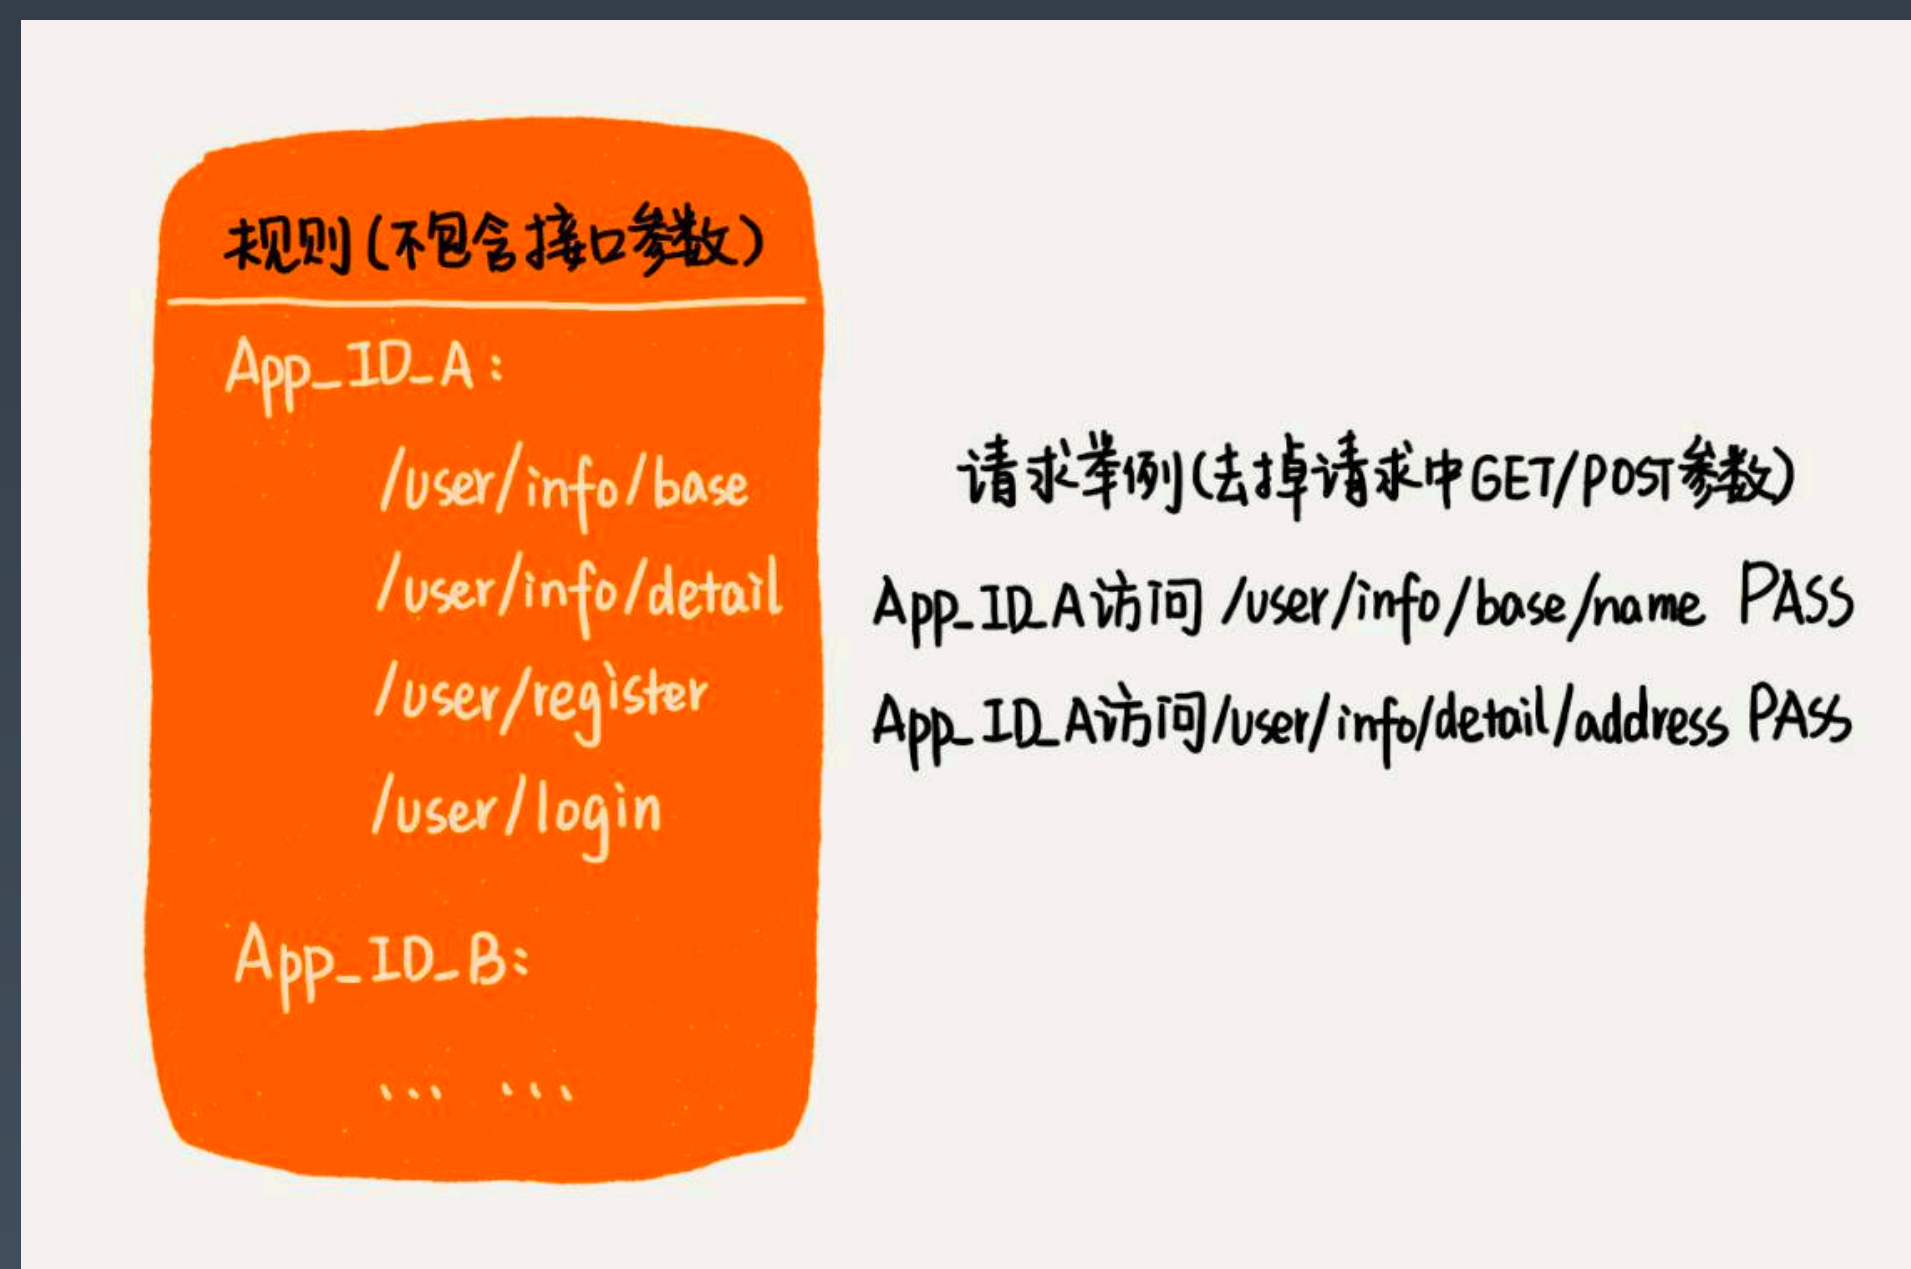 规则(不包含接口参数)
App_ID_A:
/user/info/base
/user/info/detail
/user/register
/user/login
App_ID_B:
... ...
请求举例(去掉请求中GET/POST参数)
App_ID_A访问 /user/info/base/name PASS
App_ID_A访问/user/info/detail/address PASS